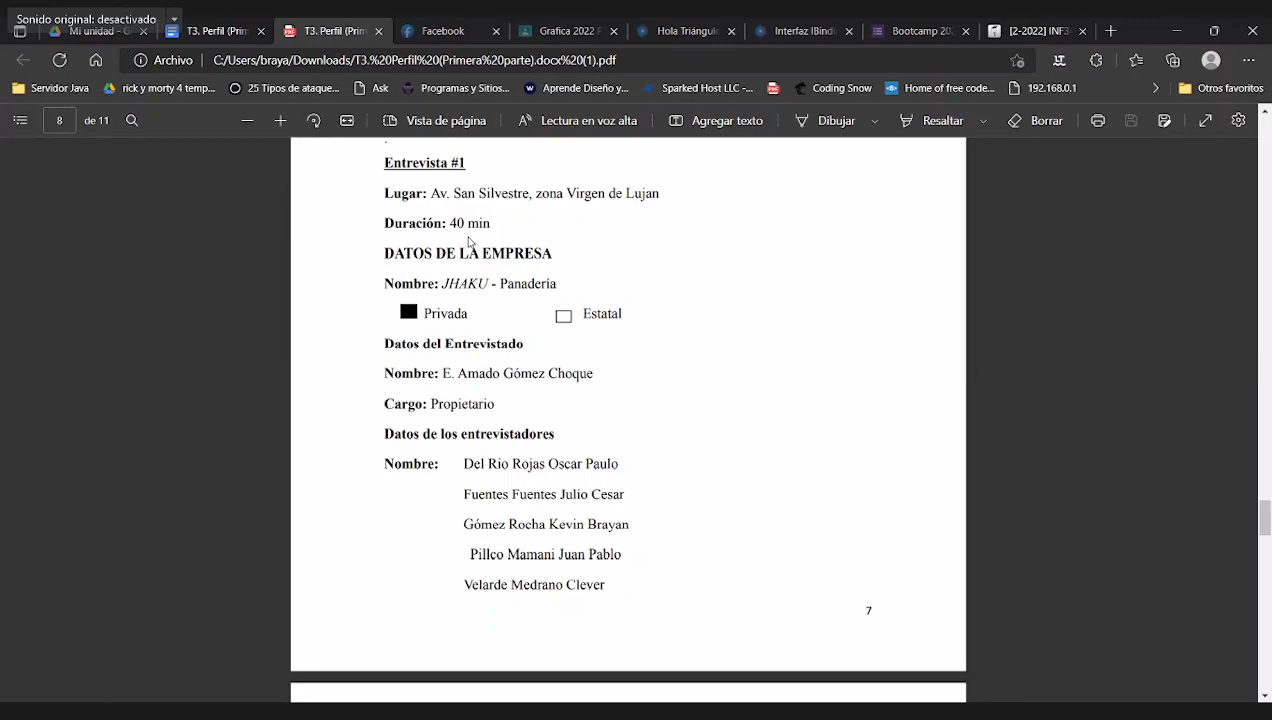 Sonido original: desactivado
Mi unidad - G
T3. Perfil (Prim
T3. Perfil (Prim
Facebook
Grafica 2022 P
Hola Triángulo
Interfaz IBindi
Bootcamp 202
[2-2022] INF3
Archivo
C:/Users/braya/Downloads/T3.%20Perfil%20(Primera%20parte).docx%20(1).pdf
Servidor Java
rick y morty 4 temp...
25 Tipos de ataque...
Ask
Programas y Sitios...
Aprende Diseño y...
Sparked Host LLC -...
Coding Snow
Home of free code...
192.168.0.1
Otros favoritos
8
de 11
Vista de página
Lectura en voz alta
Agregar texto
Dibujar
Resaltar
Borrar
Entrevista #1
Lugar: Av. San Silvestre, zona Virgen de Lujan
Duración: 40 min
DATOS DE LA EMPRESA
Nombre: JHAKU - Panadería
Privada
Estatal
Datos del Entrevistado
Nombre: E. Amado Gómez Choque
Cargo: Propietario
Datos de los entrevistadores
Nombre: Del Rio Rojas Oscar Paulo
Fuentes Fuentes Julio Cesar
Gómez Rocha Kevin Brayan
Pillco Mamani Juan Pablo
Velarde Medrano Clever
7